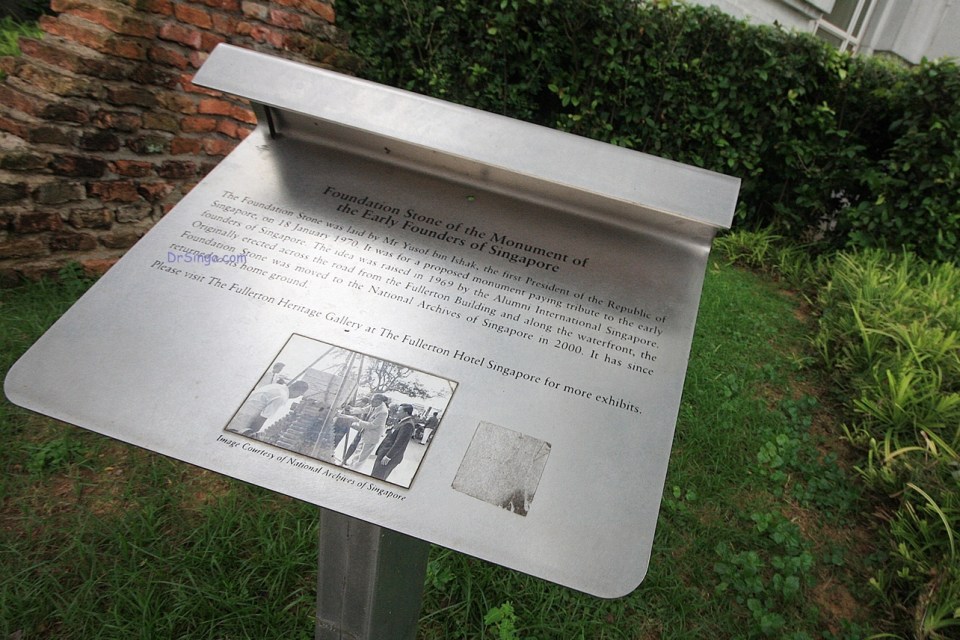 Foundation Stone of the Monument of
the Early Founders of Singapore
The Foundation Stone was laid by Mr Yusof bin Ishak, the first President of the Republic of
Singapore, on 18 January 1970. It was for a proposed monument paying tribute to the early
founders of Singapore. The idea was raised in 1969 by the Alumni International Singapore.
Originally erected across the road from the Fullerton Building and along the waterfront, the
Foundation Stone was moved to the National Archives of Singapore in 2000. It has since
returned to its home ground.
Please visit The Fullerton Heritage Gallery at The Fullerton Hotel Singapore for more exhibits.
Image Courtesy of National Archives of Singapore
DrSinga.com